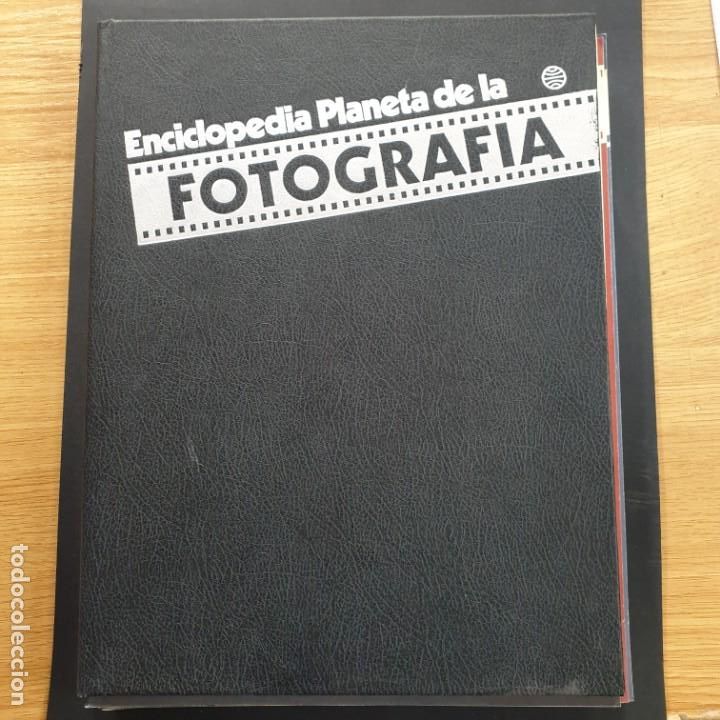 Enciclopedia Planeta de la
FOTOGRAFIA
todocoleccion